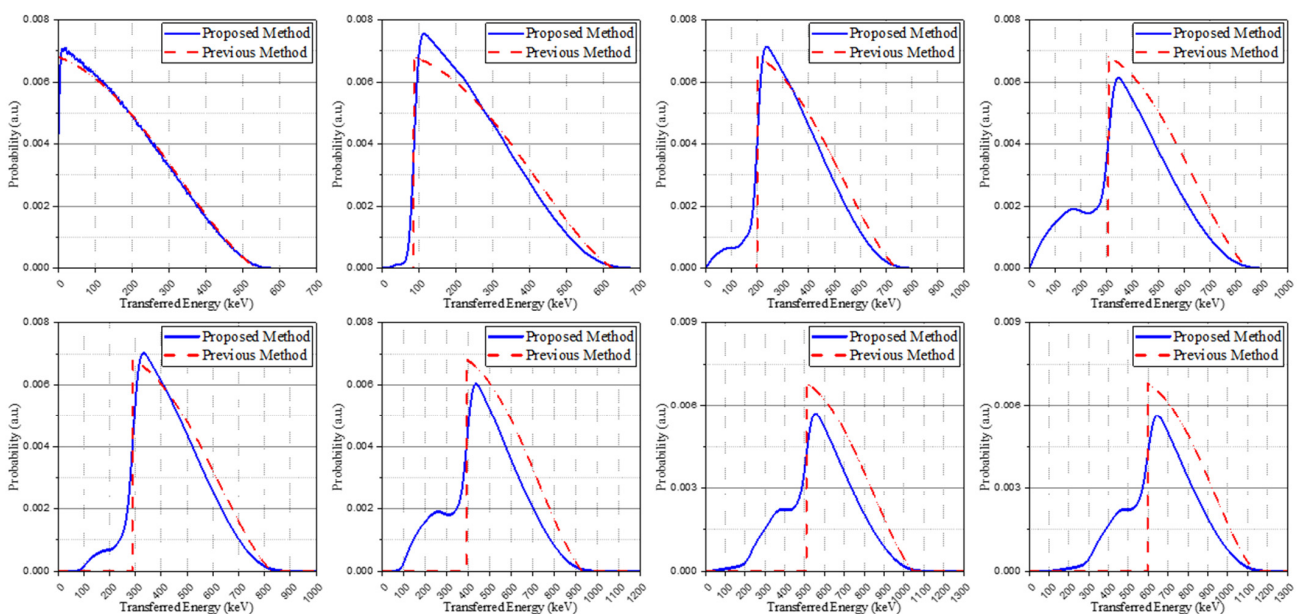 Proposed Method
Previous Method
0.008
0.006
0.004
0.002
0.000
Probability (a.u.)
0 100 200 300 400 500 600 700
Transferred Energy (keV)
Proposed Method
Previous Method
0.008
0.006
0.004
0.002
0.000
Probability (a.u.)
0 100 200 300 400 500 600 700
Transferred Energy (keV)
Proposed Method
Previous Method
0.008
0.006
0.004
0.002
0.000
Probability (a.u.)
0 100 200 300 400 500 600 700 800 900 1000
Transferred Energy (keV)
Proposed Method
Previous Method
0.008
0.006
0.004
0.002
0.000
Probability (a.u.)
0 100 200 300 400 500 600 700 800 900 1000
Transferred Energy (keV)
Proposed Method
Previous Method
0.008
0.006
0.004
0.002
0.000
Probability (a.u.)
0 100 200 300 400 500 600 700 800 900 1000
Transferred Energy (keV)
Proposed Method
Previous Method
0.008
0.006
0.004
0.002
0.000
Probability (a.u.)
0 100 200 300 400 500 600 700 800 900 1000 1100 1200
Transferred Energy (keV)
Proposed Method
Previous Method
0.009
0.006
0.003
0.000
Probability (a.u.)
0 100 200 300 400 500 600 700 800 900 1000 1100 1200 1300
Transferred Energy (keV)
Proposed Method
Previous Method
0.009
0.006
0.003
0.000
Probability (a.u.)
0 100 200 300 400 500 600 700 800 900 1000 1100 1200 1300
Transferred Energy (keV)